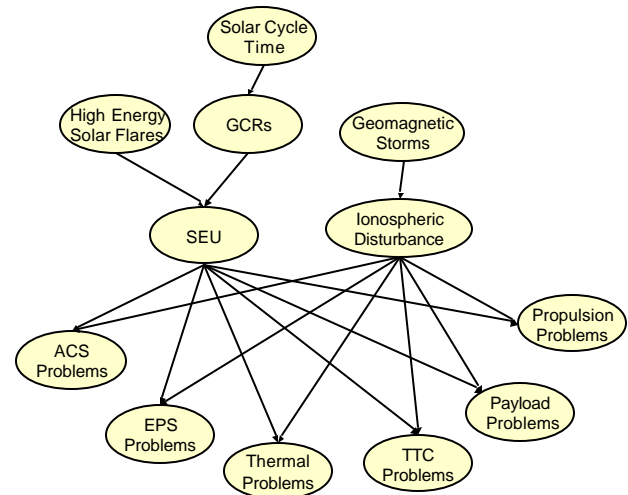 Solar Cycle
Time
High Energy
Solar Flares
GCRs
Geomagnetic
Storms
SEU
Ionospheric
Disturbance
Propulsion
Problems
ACS
Problems
Payload
Problems
EPS
Problems
Thermal
Problems
TTC
Problems